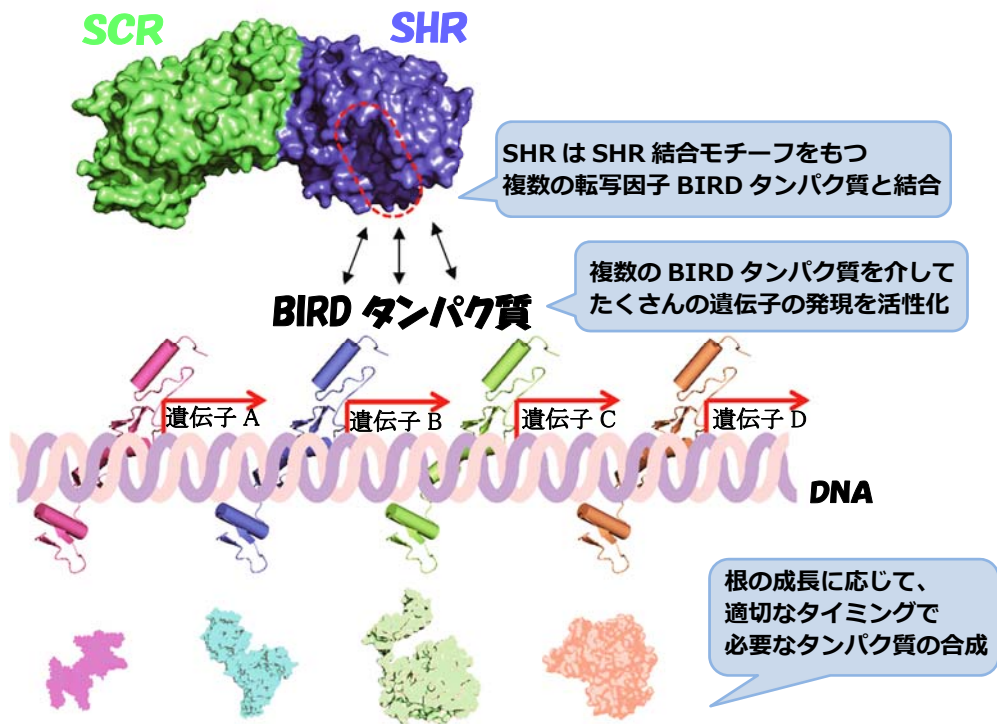 SCR
SHR
SHR は SHR 結合モチーフをもつ
複数の転写因子 BIRD タンパク質と結合
複数の BIRD タンパク質を介して
たくさんの遺伝子の発現を活性化
BIRD タンパク質
遺伝子 A
遺伝子 B
遺伝子 C
遺伝子 D
DNA
根の成長に応じて、
適切なタイミングで
必要なタンパク質の合成